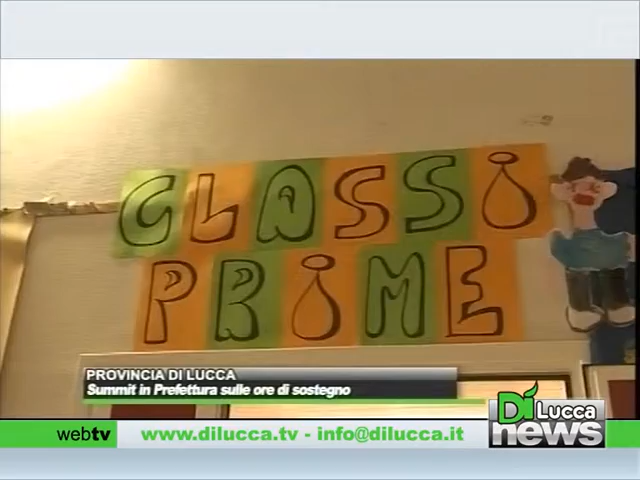 CLASSi
PRiME
PROVINCIA DI LUCCA
Summit in Prefettura sulle ore di sostegno
webtv
www.dilucca.tv - info@dilucca.it
Dì Lucca
news